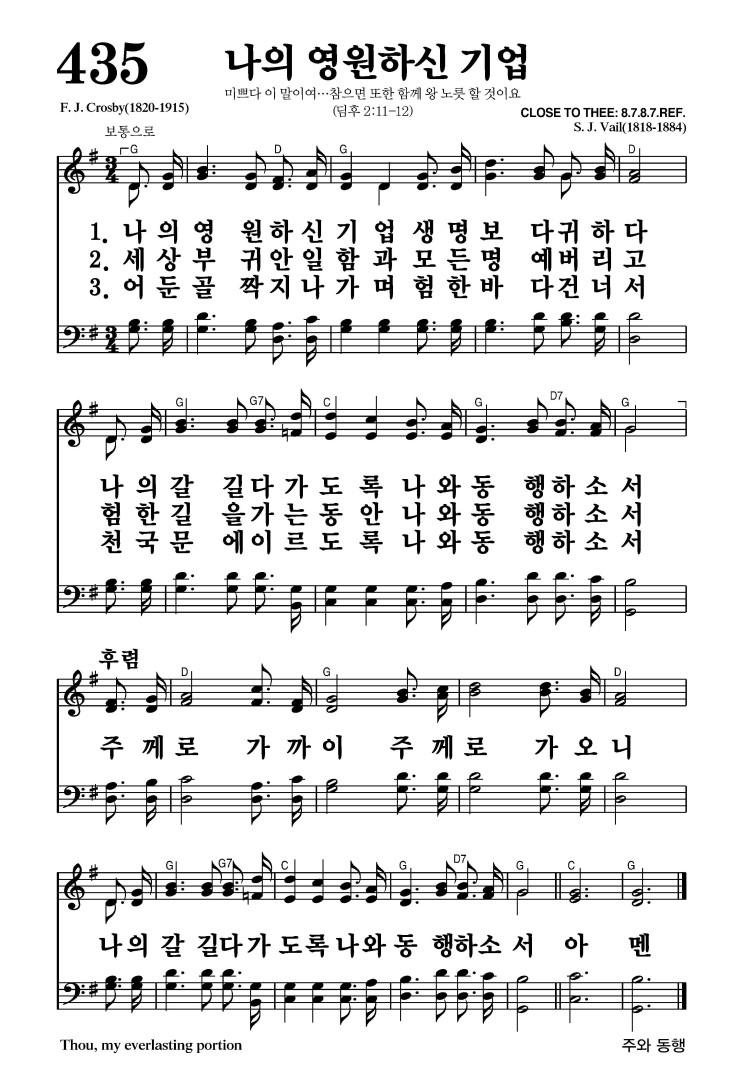 435
나의 영원하신 기업
미쁘다 이 말이여…참으면 또한 함께 왕 노릇 할 것이요
(딤후 2:11-12)
F. J. Crosby(1820-1915)
CLOSE TO THEE: 8.7.8.7.REF.
S. J. Vail(1818-1884)
보통으로
G D G D
3/4
1. 나 의 영 원하 신 기 업 생 명 보 다귀 하 다
2. 세 상 부 귀안 일 함 과 모 든 명 예버 리 고
3. 어 둔 골 짝지 나 가 며 험 한 바 다건 너 서
3/4
G G7 C G D7 G
나 의 갈 길다 가 도 록 나 와 동 행하 소 서
험 한 길 을가 는 동 안 나 와 동 행하 소 서
천 국 문 에이 르 도 록 나 와 동 행하 소 서
후렴
D G D
주 께 로 가 까 이 주 께 로 가 오 니
G G7 C G D7 G C G
나 의 갈 길다 가 도 록 나 와 동 행하 소 서 아 멘
Thou, my everlasting portion
주와 동행